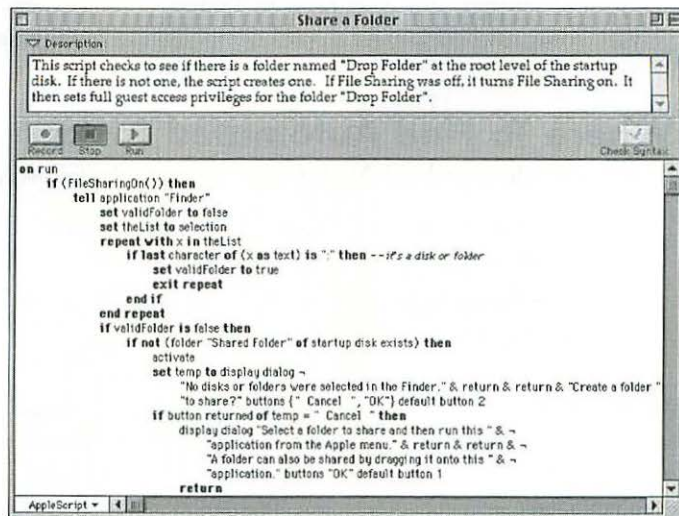 Share a Folder
Description
This script checks to see if there is a folder named "Drop Folder" at the root level of the startup
disk. If there is not one, the script creates one. If File Sharing was off, it turns File Sharing on. It
then sets full guest access privileges for the folder "Drop Folder".
Record Stop Run Check Syntax
on run
if (FileSharingOn()) then
tell application "Finder"
set validFolder to false
set theList to selection
repeat with x in theList
if last character of (x as text) is ":" then --it's a disk or folder
set validFolder to true
exit repeat
end if
end repeat
if validFolder is false then
if not (folder "Shared Folder" of startup disk exists) then
activate
set temp to display dialog ¬
"No disks or folders were selected in the Finder." & return & return & "Create a folder "
"to share?" buttons {" Cancel ", "OK"} default button 2
if button returned of temp = " Cancel " then
display dialog "Select a folder to share and then run this " & ¬
"application from the Apple menu." & return & return & ¬
"A folder can also be shared by dragging it onto this " & ¬
"application." buttons "OK" default button 1
return
AppleScript